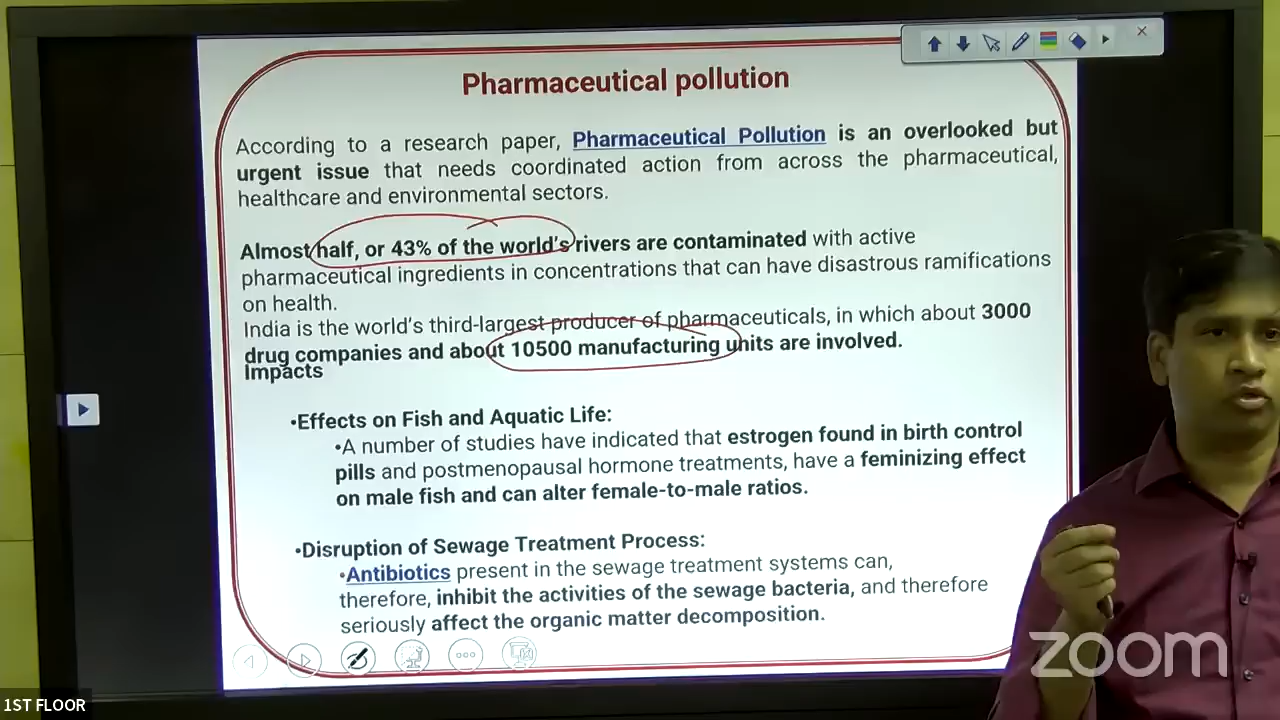 Pharmaceutical pollution
According to a research paper, Pharmaceutical Pollution is an overlooked but
urgent issue that needs coordinated action from across the pharmaceutical,
healthcare and environmental sectors.
Almost half, or 43% of the world's rivers are contaminated with active
pharmaceutical ingredients in concentrations that can have disastrous ramifications
on health.
India is the world's third-largest producer of pharmaceuticals, in which about 3000
drug companies and about 10500 manufacturing units are involved.
Impacts
•Effects on Fish and Aquatic Life:
•A number of studies have indicated that estrogen found in birth control
pills and postmenopausal hormone treatments, have a feminizing effect
on male fish and can alter female-to-male ratios.
•Disruption of Sewage Treatment Process:
•Antibiotics present in the sewage treatment systems can,
therefore, inhibit the activities of the sewage bacteria, and therefore
seriously affect the organic matter decomposition.
zoom
1ST FLOOR